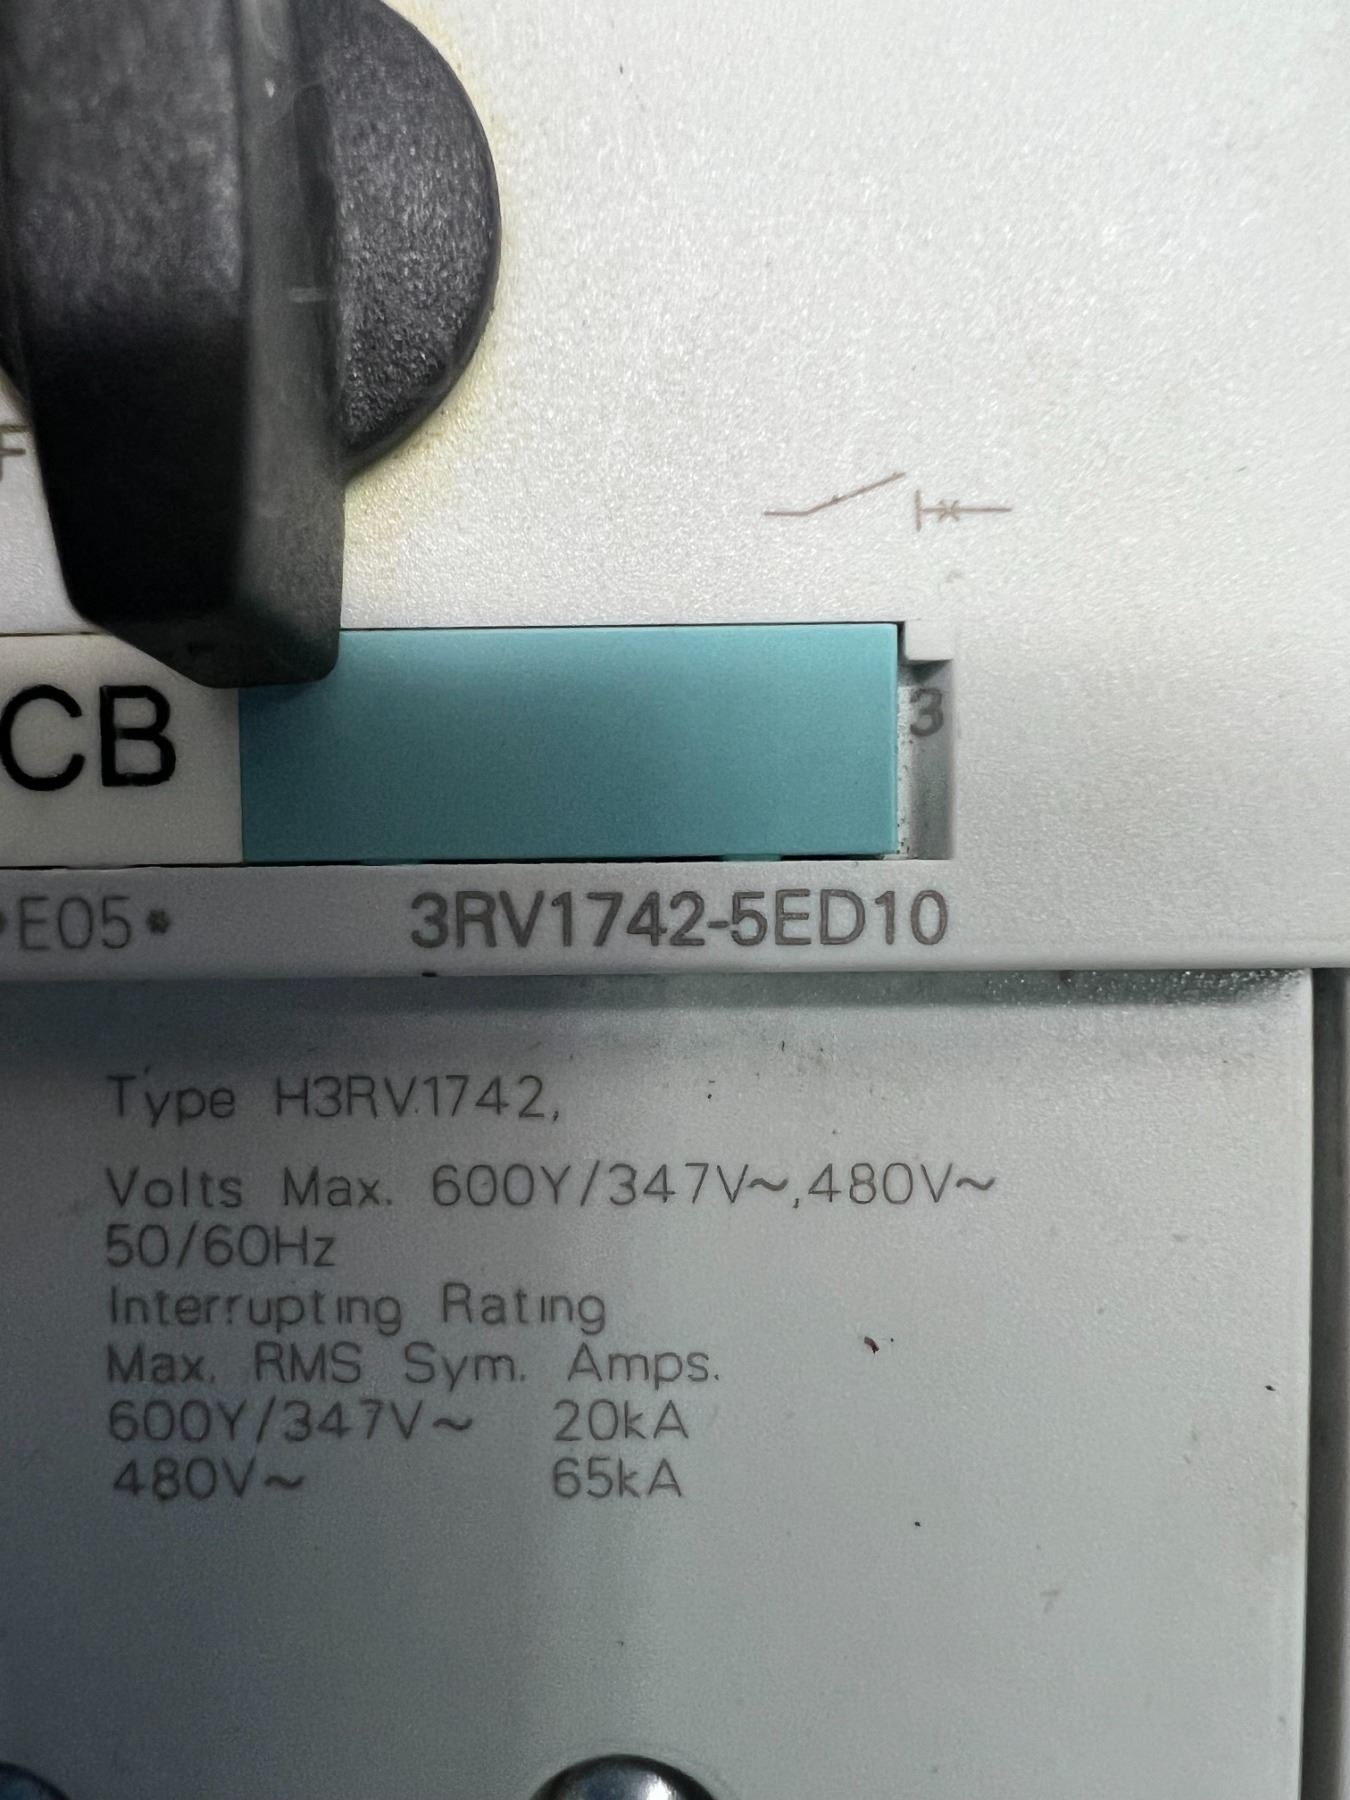 3
CB
*E05* 3RV1742-5ED10
Type H3RV1742,
Volts Max. 600Y/347V~,480V~
50/60Hz
Interrupting Rating
Max. RMS Sym. Amps.
600Y/347V~ 20kA
480V~ 65kA